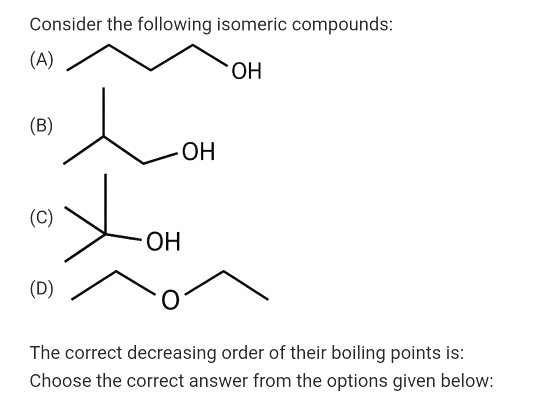 Consider the following isomeric compounds:
(A)
OH
(B)
OH
(C)
OH
(D)
O
The correct decreasing order of their boiling points is:
Choose the correct answer from the options given below: